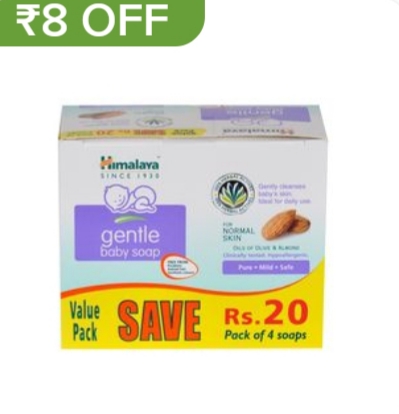 ₹8 OFF
gentle
Himalaya
Himalaya
SINCE 1930
gentle
baby soap
Gently cleanses
baby's skin.
Ideal for daily use.
FOR
NORMAL
SKIN
OILS OF OLIVE & ALMOND
Clinically tested. Hypoallergenic.
Pure • Mild • Safe
Value
Pack
SAVE
Rs.20
Pack of 4 soaps